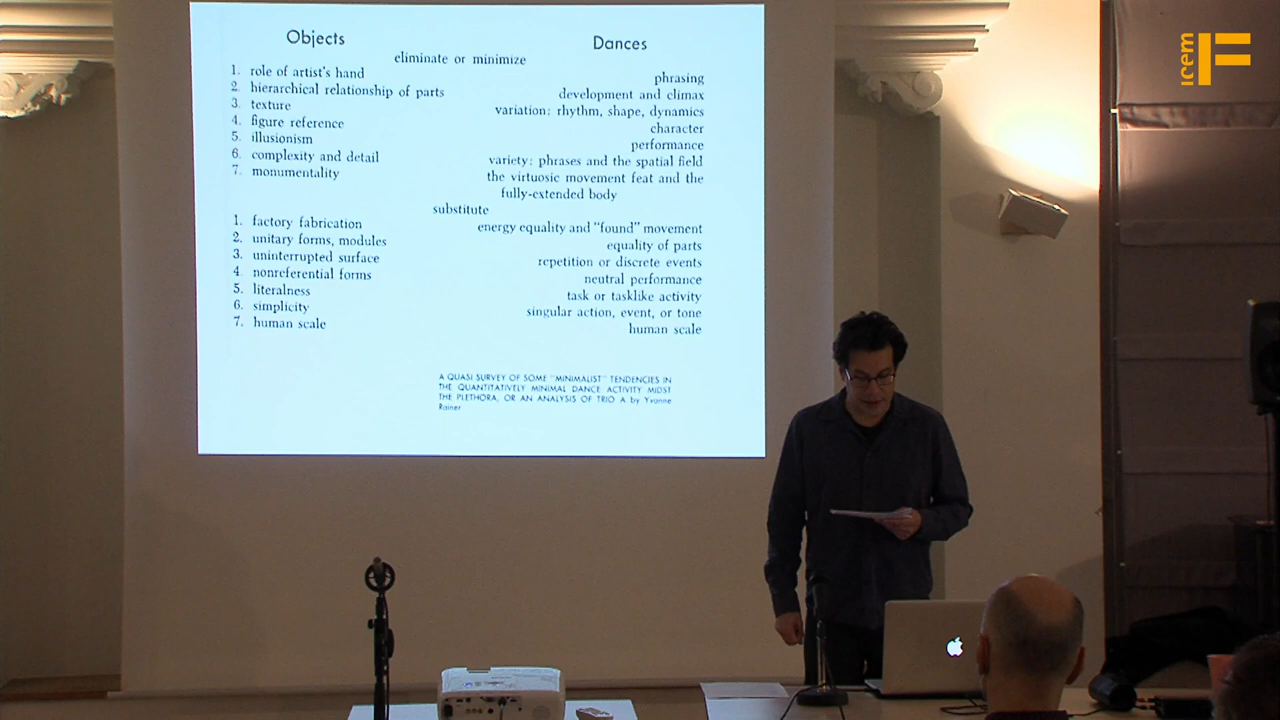 Objects Dances
eliminate or minimize
1. role of artist's hand phrasing
2. hierarchical relationship of parts development and climax
3. texture variation: rhythm, shape, dynamics
4. figure reference character
5. illusionism performance
6. complexity and detail variety: phrases and the spatial field
7. monumentality the virtuosic movement feat and the
fully-extended body
substitute
1. factory fabrication energy equality and "found" movement
2. unitary forms, modules equality of parts
3. uninterrupted surface repetition or discrete events
4. nonreferential forms neutral performance
5. literalness task or tasklike activity
6. simplicity singular action, event, or tone
7. human scale human scale
A QUASI SURVEY OF SOME "MINIMALIST" TENDENCIES IN
THE QUANTITATIVELY MINIMAL DANCE ACTIVITY MIDST
THE PLETHORA, OR AN ANALYSIS OF TRIO A by Yvonne
Rainer
icem F